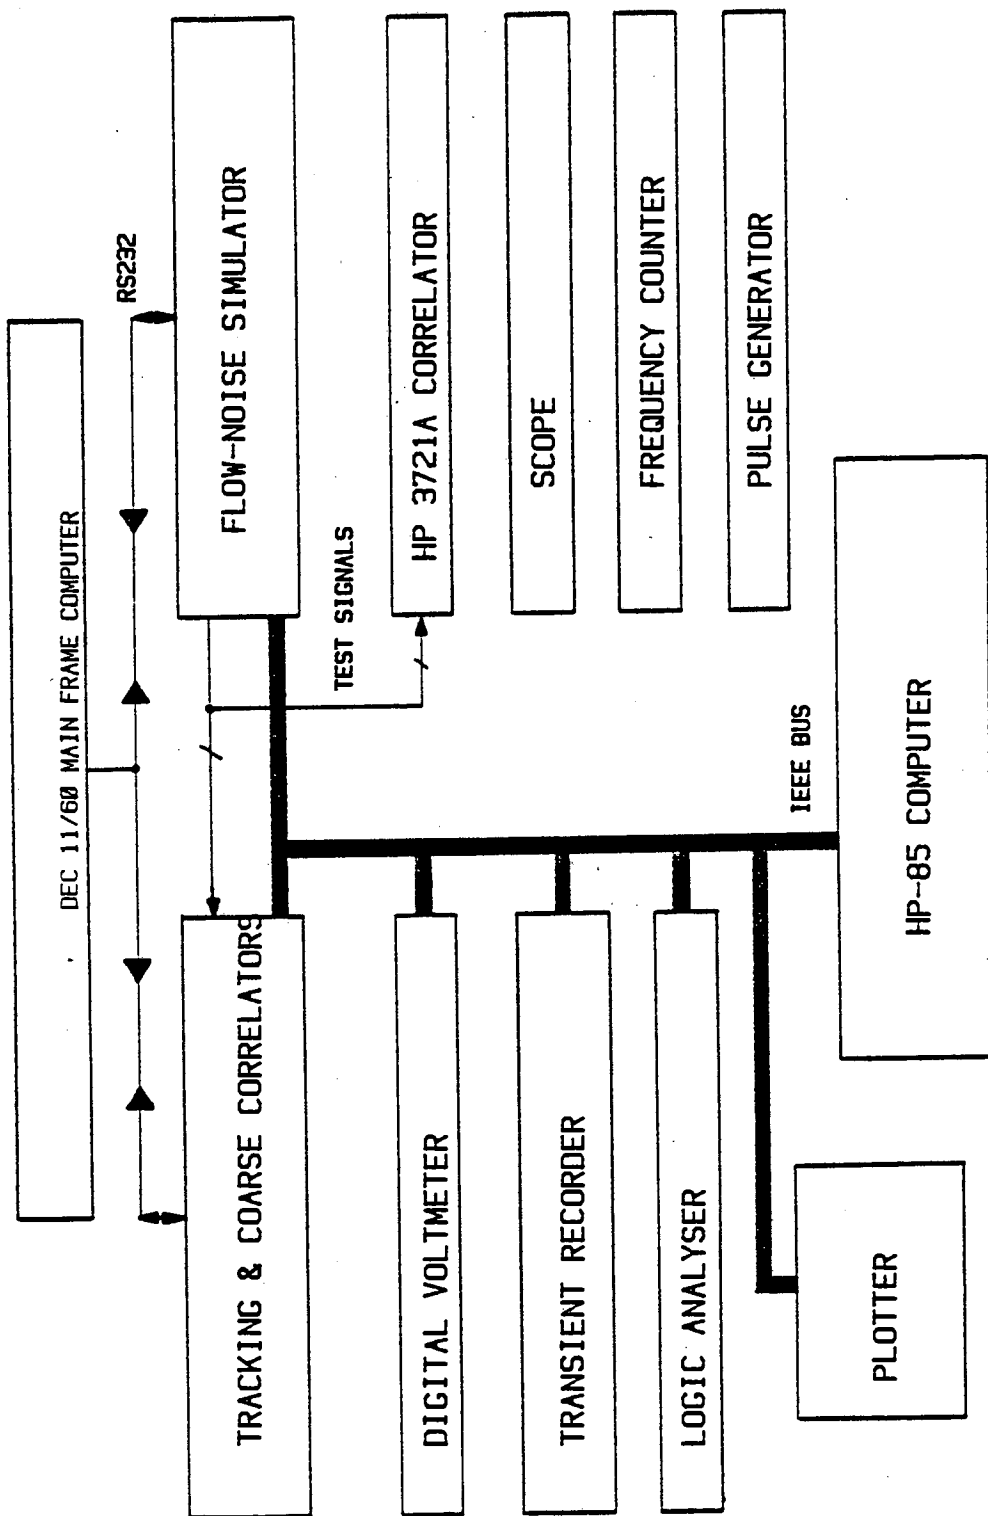 DEC 11/60 MAIN FRAME COMPUTER
RS232
TRACKING & COARSE CORRELATORS
FLOW-NOISE SIMULATOR
TEST SIGNALS
DIGITAL VOLTMETER
HP 3721A CORRELATOR
TRANSIENT RECORDER
SCOPE
LOGIC ANALYSER
FREQUENCY COUNTER
PULSE GENERATOR
IEEE BUS
PLOTTER
HP-85 COMPUTER